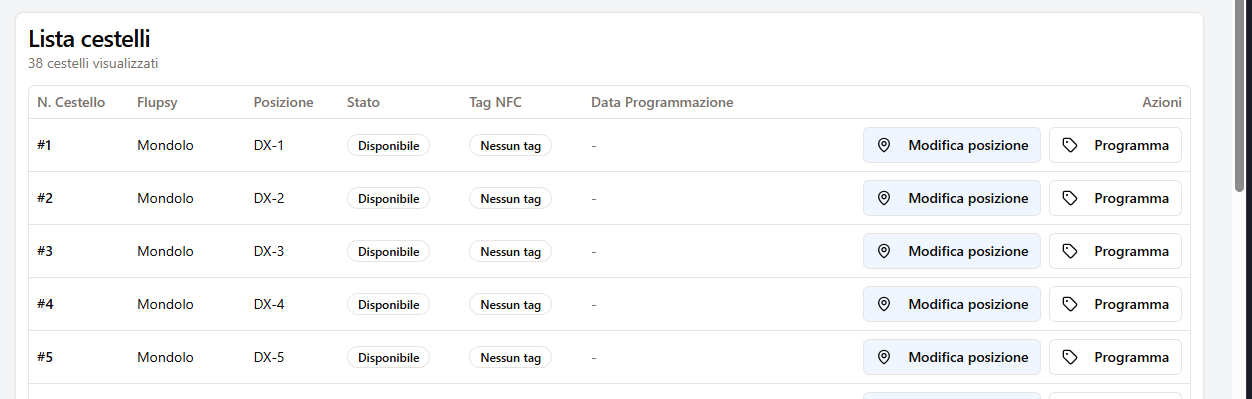 Lista cestelli
38 cestelli visualizzati
N. Cestello Flupsy Posizione Stato Tag NFC Data Programmazione Azioni
#1 Mondolo DX-1 Disponibile Nessun tag - Modifica posizione Programma
#2 Mondolo DX-2 Disponibile Nessun tag - Modifica posizione Programma
#3 Mondolo DX-3 Disponibile Nessun tag - Modifica posizione Programma
#4 Mondolo DX-4 Disponibile Nessun tag - Modifica posizione Programma
#5 Mondolo DX-5 Disponibile Nessun tag - Modifica posizione Programma